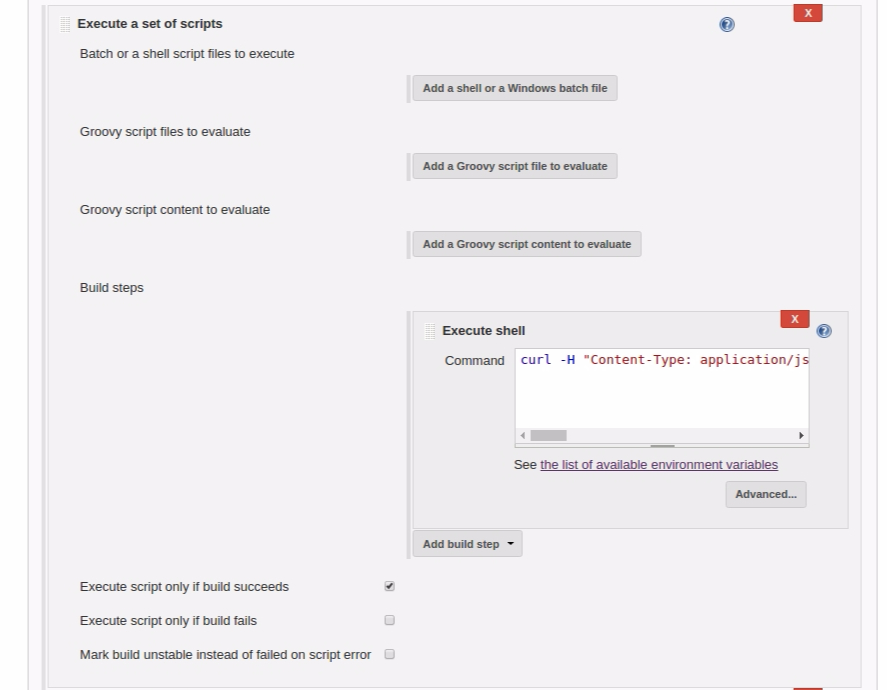 Execute a set of scripts
X
Batch or a shell script files to execute
Add a shell or a Windows batch file
Groovy script files to evaluate
Add a Groovy script file to evaluate
Groovy script content to evaluate
Add a Groovy script content to evaluate
Build steps
X
Execute shell
Command
curl -H "Content-Type: application/js
See the list of available environment variables
Advanced...
Add build step
Execute script only if build succeeds
Execute script only if build fails
Mark build unstable instead of failed on script error